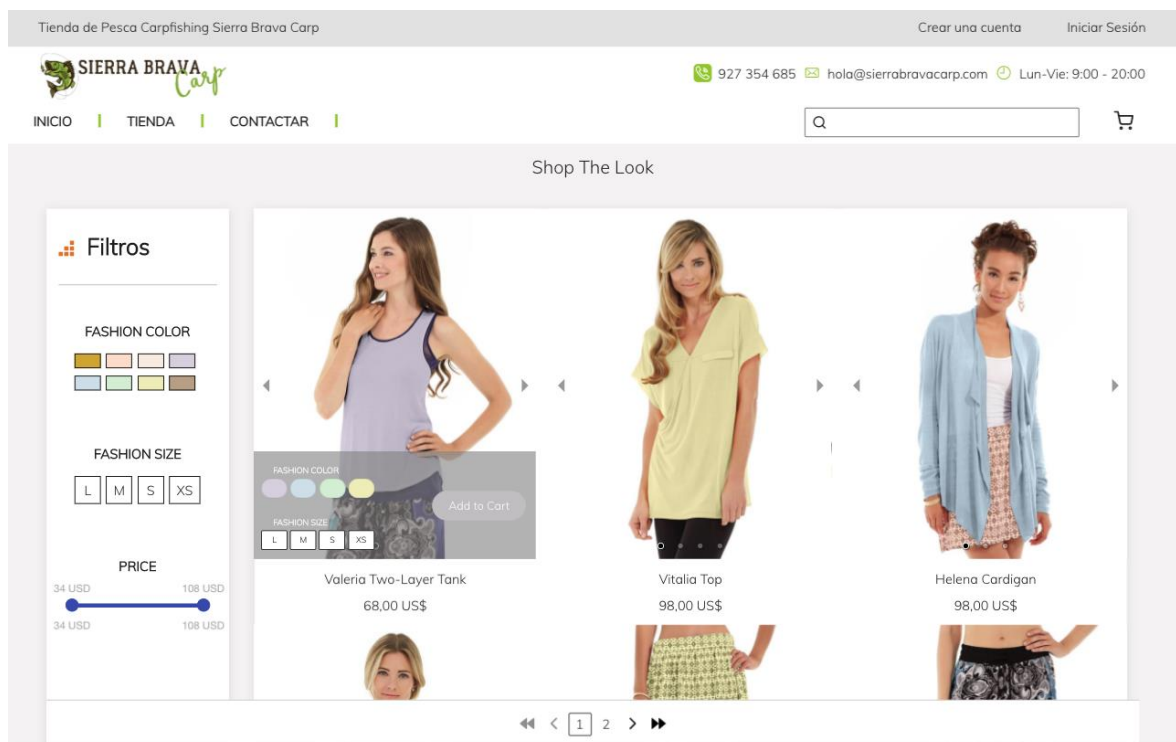 Tienda de Pesca Carpfishing Sierra Brava Carp
Crear una cuenta
Iniciar Sesión
SIERRA BRAVA
Carp
927 354 685
hola@sierrabravacarp.com
Lun-Vie: 9:00 - 20:00
INICIO
TIENDA
CONTACTAR
Shop The Look
Filtros
FASHION COLOR
FASHION SIZE
L M S XS
PRICE
34 USD 108 USD
34 USD 108 USD
FASHION COLOR
Add to Cart
FASHION SIZE
L M S XS
Valeria Two-Layer Tank
68,00 US$
Vitalia Top
98,00 US$
Helena Cardigan
98,00 US$
1 2